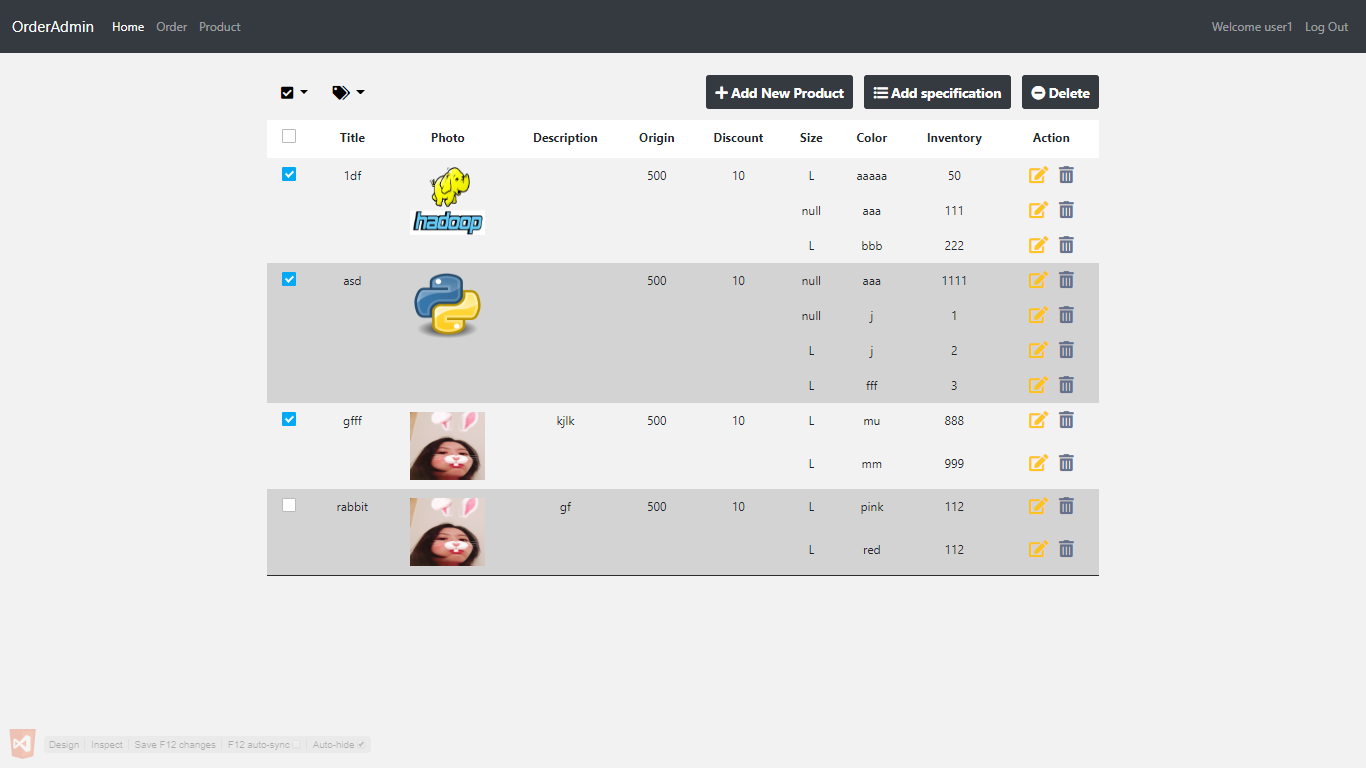 OrderAdmin Home Order Product Welcome user1 Log Out
Add New Product Add specification Delete
Title Photo Description Origin Discount Size Color Inventory Action
1df 500 10 L aaaaa 50
hadoop
null aaa 111
L bbb 222
asd 500 10 null aaa 1111
null j 1
L j 2
L fff 3
gfff kjlk 500 10 L mu 888
L mm 999
rabbit gf 500 10 L pink 112
L red 112
Design Inspect Save F12 changes F12 auto-sync Auto-hide